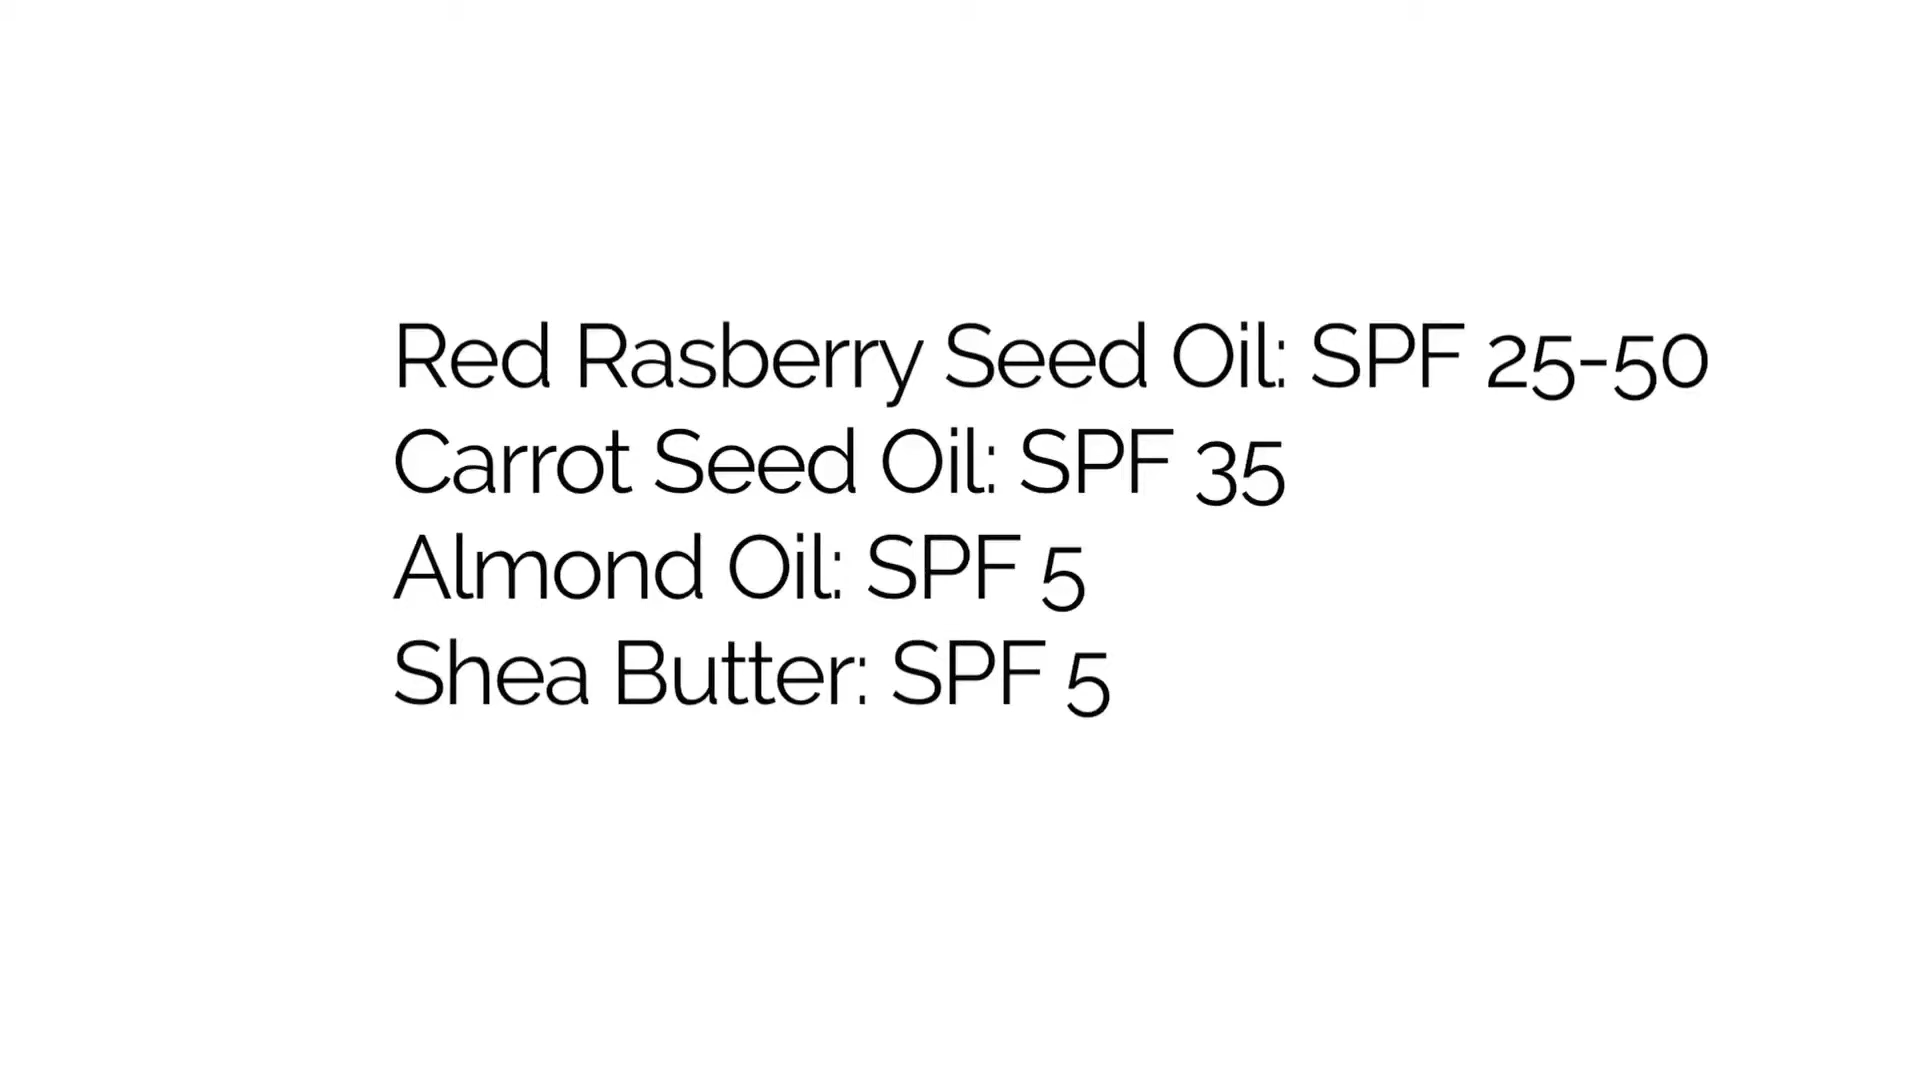 Red Rasberry Seed Oil: SPF 25-50
Carrot Seed Oil: SPF 35
Almond Oil: SPF 5
Shea Butter: SPF 5